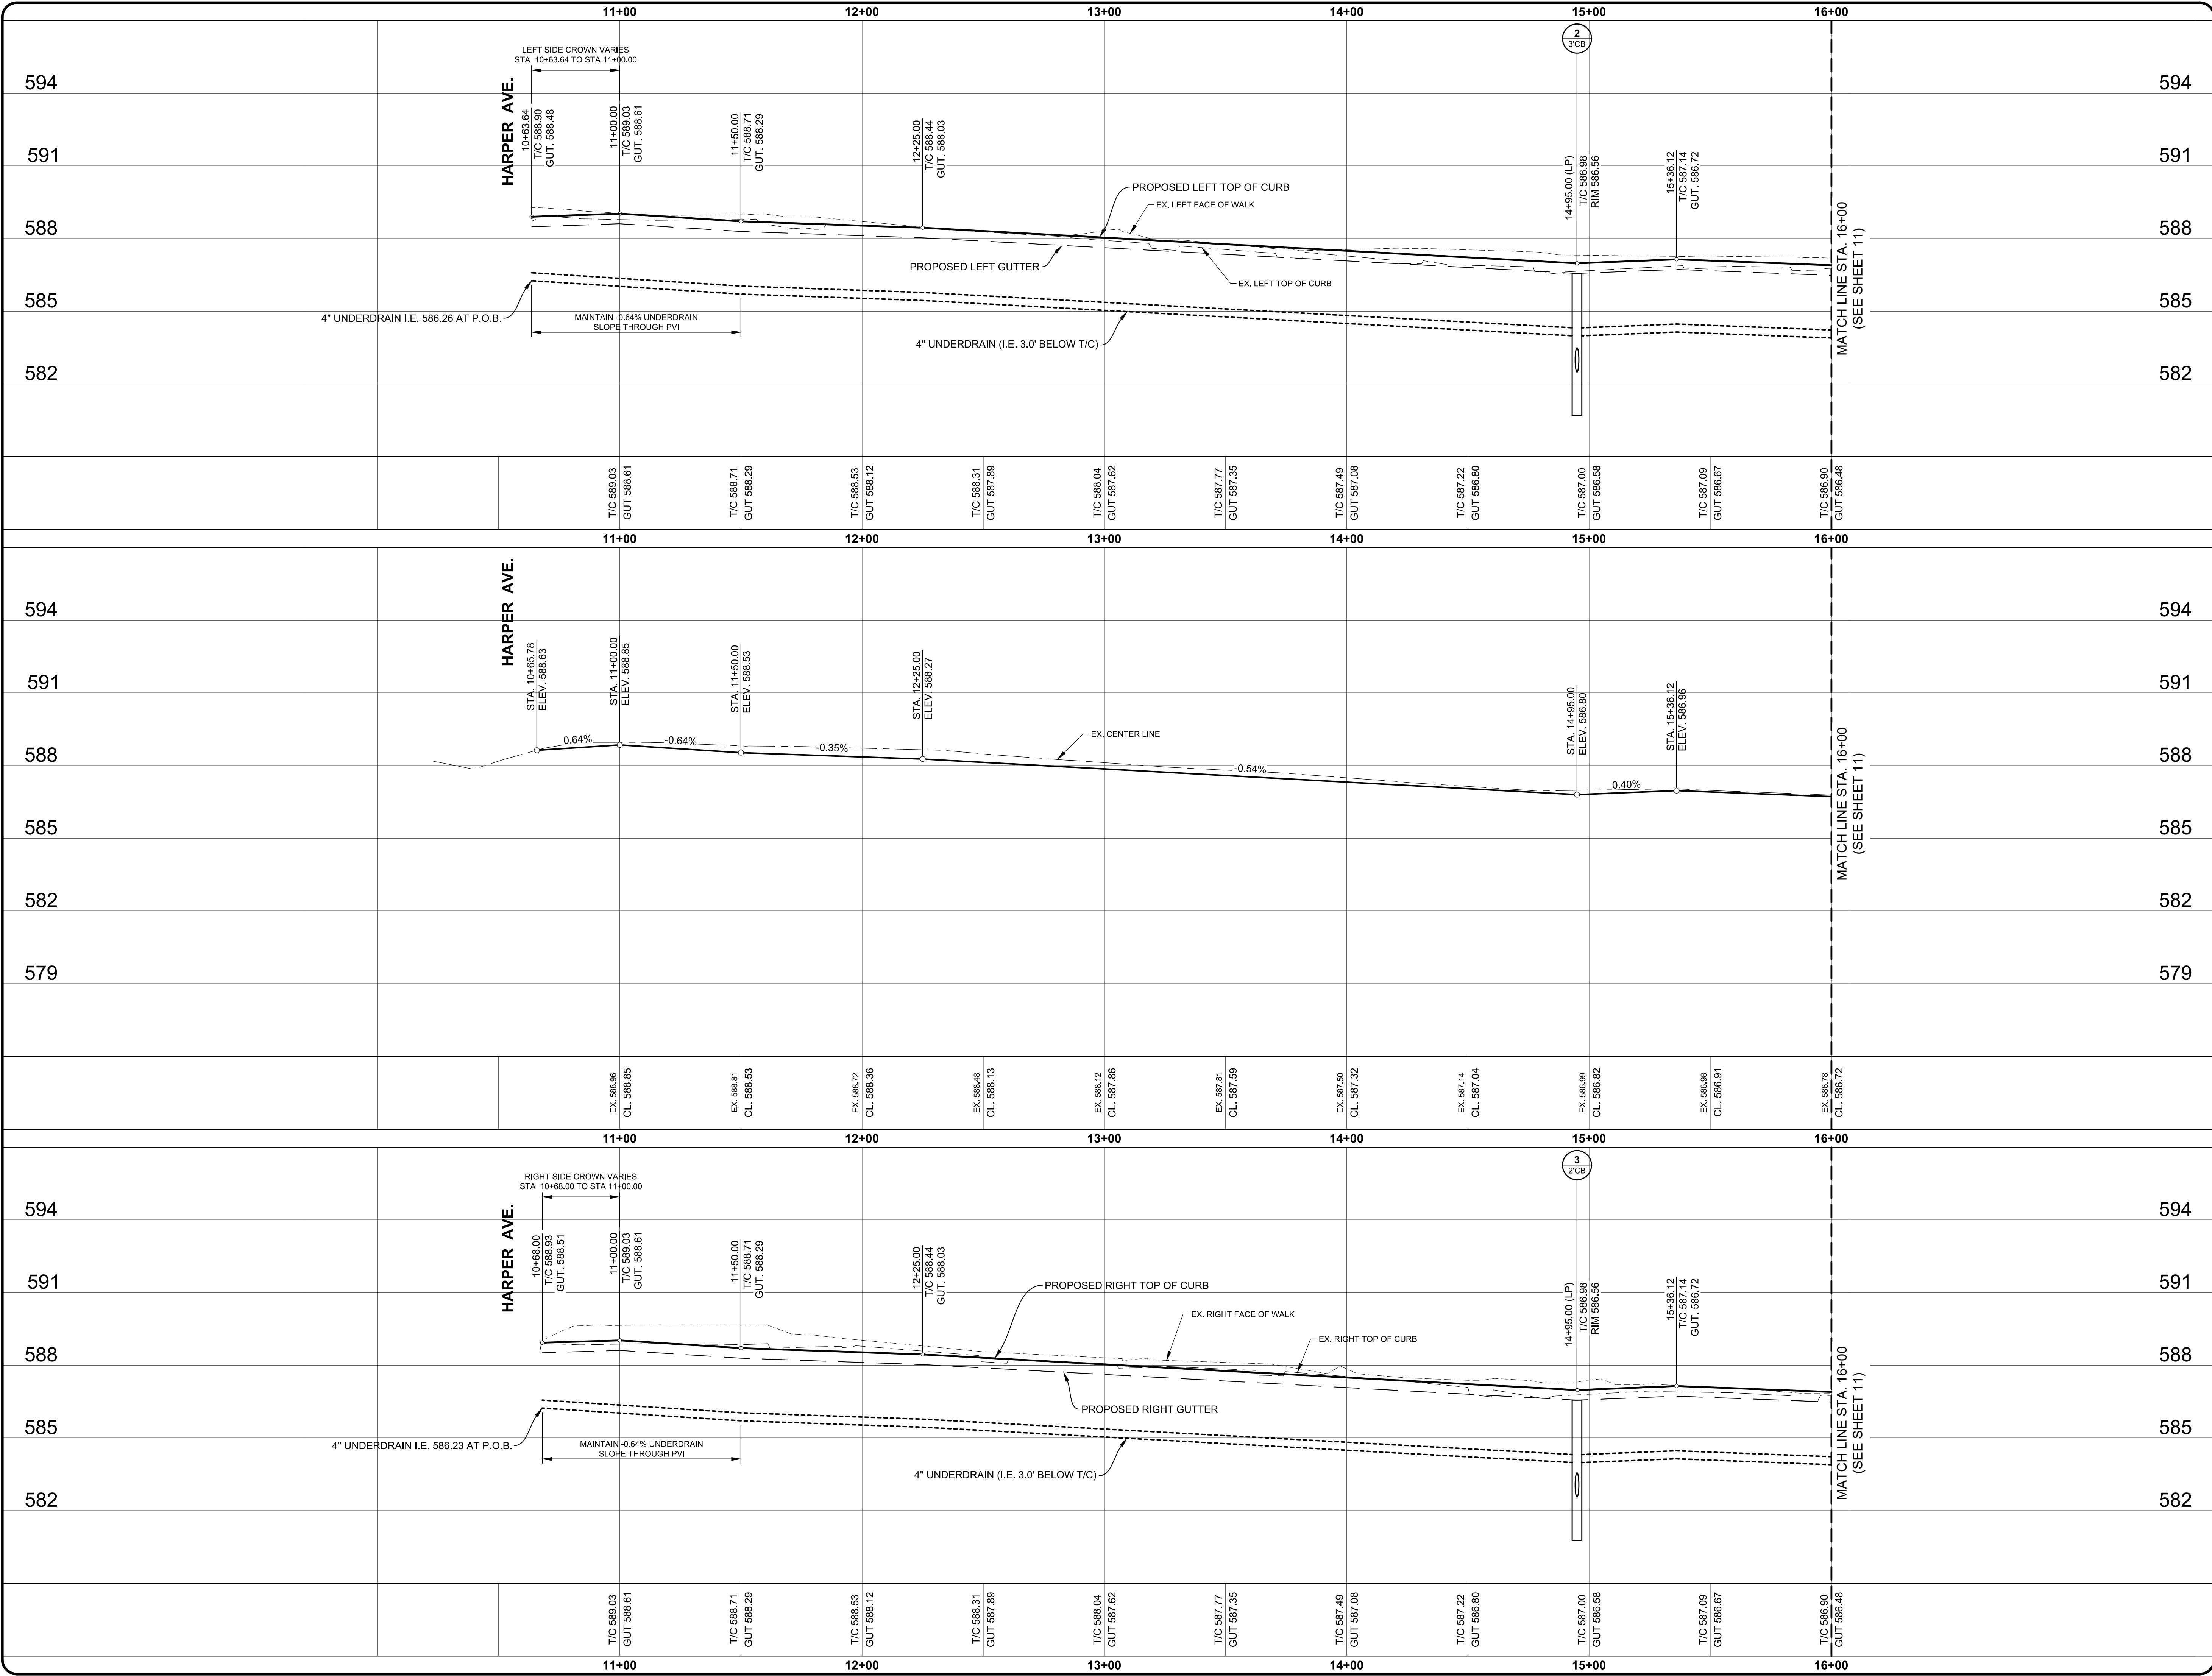 11+00
12+00
13+00
14+00
15+00
16+00
2
3'CB
LEFT SIDE CROWN VARIES
STA 10+63.64 TO STA 11+00.00
594
594
591
591
588
588
585
585
582
582
HARPER AVE.
10+63.64
T/C 588.90
GUT. 588.48
11+00.00
T/C 589.03
GUT. 588.61
11+50.00
T/C 588.71
GUT. 588.29
12+25.00
T/C 588.44
GUT. 588.03
14+95.00 (LP)
T/C 586.98
RIM 586.56
15+36.12
T/C 587.14
GUT. 586.72
PROPOSED LEFT TOP OF CURB
EX. LEFT FACE OF WALK
PROPOSED LEFT GUTTER
EX. LEFT TOP OF CURB
4" UNDERDRAIN I.E. 586.26 AT P.O.B.
MAINTAIN -0.64% UNDERDRAIN
SLOPE THROUGH PVI
4" UNDERDRAIN (I.E. 3.0' BELOW T/C)
MATCH LINE STA. 16+00
(SEE SHEET 11)
T/C 589.03
GUT 588.61
T/C 588.71
GUT 588.29
T/C 588.53
GUT 588.12
T/C 588.31
GUT 587.89
T/C 588.04
GUT 587.62
T/C 587.77
GUT 587.35
T/C 587.49
GUT 587.08
T/C 587.22
GUT 586.80
T/C 587.00
GUT 586.58
T/C 587.09
GUT 586.67
T/C 586.90
GUT 586.48
11+00
12+00
13+00
14+00
15+00
16+00
594
594
591
591
588
588
585
585
582
582
579
579
HARPER AVE.
STA. 10+65.78
ELEV. 588.63
STA. 11+00.00
ELEV. 588.85
STA. 11+50.00
ELEV. 588.53
STA. 12+25.00
ELEV. 588.27
STA. 14+95.00
ELEV. 586.80
STA. 15+36.12
ELEV. 586.96
0.64%
-0.64%
-0.35%
EX. CENTER LINE
-0.54%
0.40%
MATCH LINE STA. 16+00
(SEE SHEET 11)
EX. 588.96
CL. 588.85
EX. 588.81
CL. 588.53
EX. 588.72
CL. 588.36
EX. 588.48
CL. 588.13
EX. 588.12
CL. 587.86
EX. 587.81
CL. 587.59
EX. 587.50
CL. 587.32
EX. 587.14
CL. 587.04
EX. 586.99
CL. 586.82
EX. 586.98
CL. 586.91
EX. 586.78
CL. 586.72
11+00
12+00
13+00
14+00
15+00
16+00
3
2'CB
RIGHT SIDE CROWN VARIES
STA 10+68.00 TO STA 11+00.00
594
594
591
591
588
588
585
585
582
582
HARPER AVE.
10+68.00
T/C 588.93
GUT. 588.51
11+00.00
T/C 589.03
GUT. 588.61
11+50.00
T/C 588.71
GUT. 588.29
12+25.00
T/C 588.44
GUT. 588.03
14+95.00 (LP)
T/C 586.98
RIM 586.56
15+36.12
T/C 587.14
GUT. 586.72
PROPOSED RIGHT TOP OF CURB
EX. RIGHT FACE OF WALK
EX. RIGHT TOP OF CURB
PROPOSED RIGHT GUTTER
4" UNDERDRAIN I.E. 586.23 AT P.O.B.
MAINTAIN -0.64% UNDERDRAIN
SLOPE THROUGH PVI
4" UNDERDRAIN (I.E. 3.0' BELOW T/C)
MATCH LINE STA. 16+00
(SEE SHEET 11)
T/C 589.03
GUT 588.61
T/C 588.71
GUT 588.29
T/C 588.53
GUT 588.12
T/C 588.31
GUT 587.89
T/C 588.04
GUT 587.62
T/C 587.77
GUT 587.35
T/C 587.49
GUT 587.08
T/C 587.22
GUT 586.80
T/C 587.00
GUT 586.58
T/C 587.09
GUT 586.67
T/C 586.90
GUT 586.48
11+00
12+00
13+00
14+00
15+00
16+00